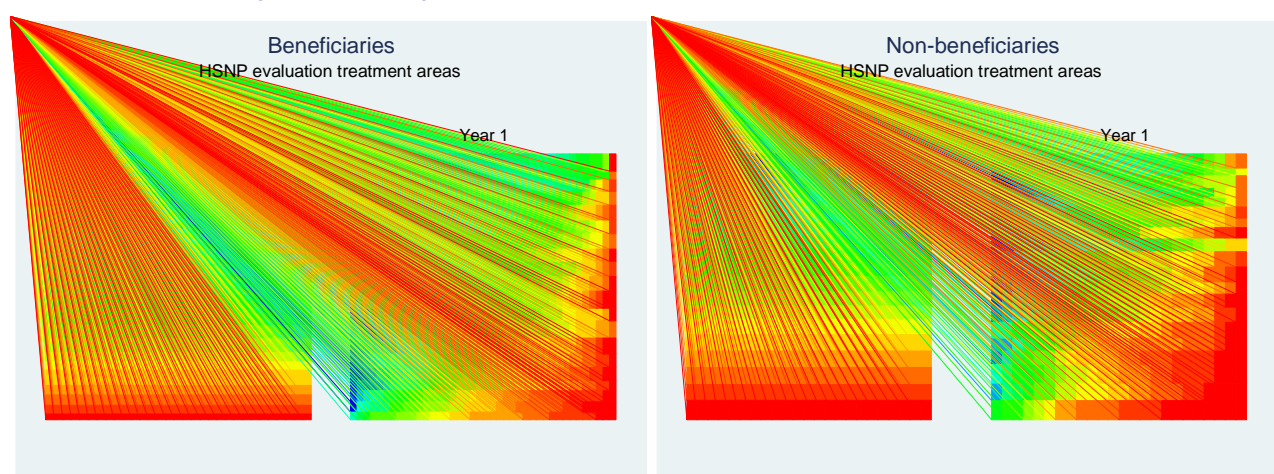 Beneficiaries
HSNP evaluation treatment areas
Year 1
Non-beneficiaries
HSNP evaluation treatment areas
Year 1